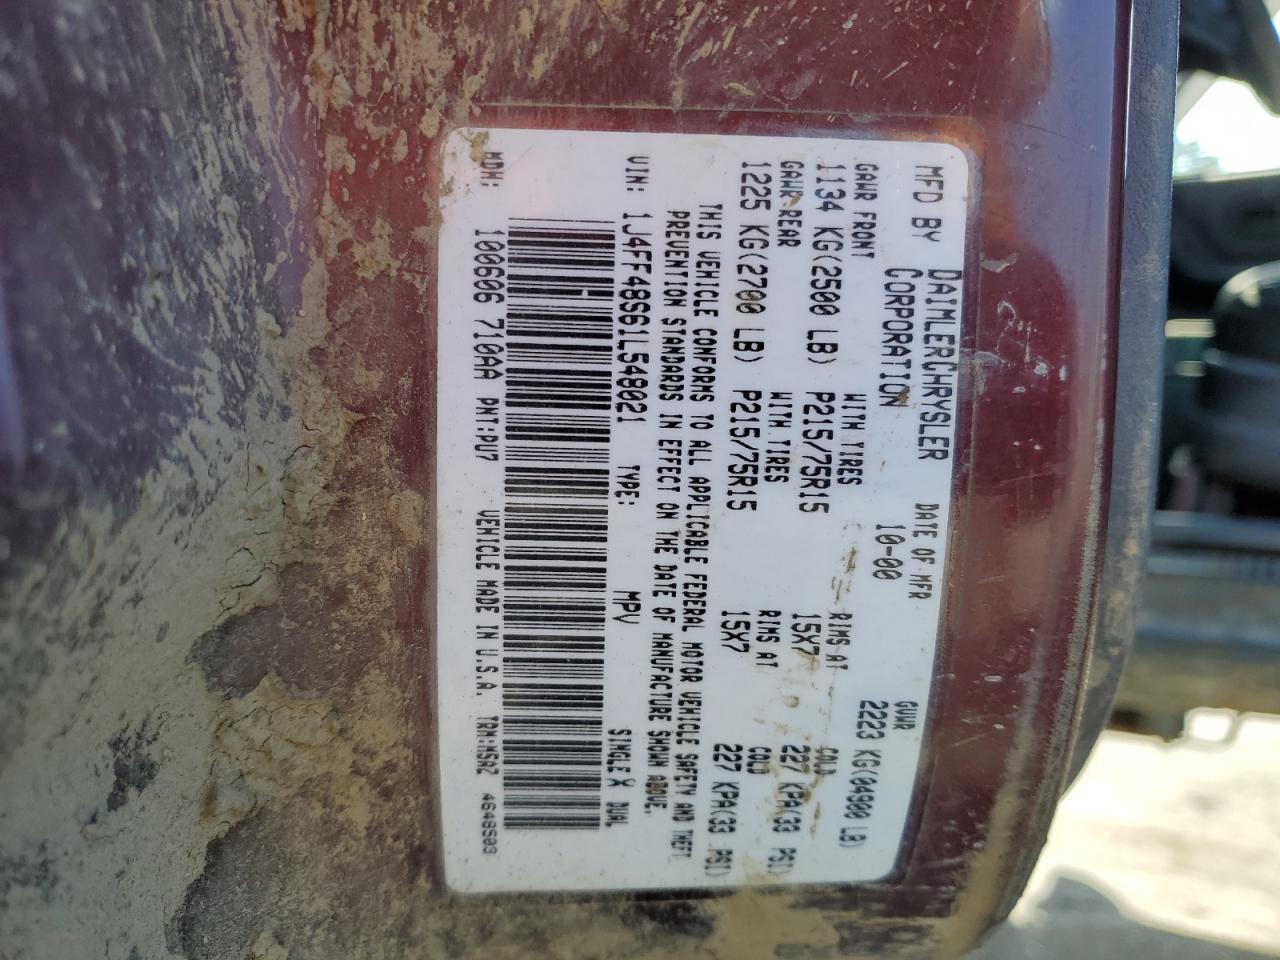 MFD BY DAIMLERCHRYSLER CORPORATION DATE OF MFR 10-00 GVWR 2223 KG(04900 LB)
GAWR FRONT WITH TIRES RIMS AT COLD
1134 KG(2500 LB) P215/75R15 15X7 227 KPA(33 PSI)
GAWR REAR WITH TIRES RIMS AT COLD
1225 KG(2700 LB) P215/75R15 15X7 227 KPA(33 PSI)
THIS VEHICLE CONFORMS TO ALL APPLICABLE FEDERAL MOTOR VEHICLE SAFETY AND THEFT
PREVENTION STANDARDS IN EFFECT ON THE DATE OF MANUFACTURE SHOWN ABOVE.
VIN: 1J4FF48S61L548021 TYPE: MPV SINGLE X DUAL
MDH: 100606 710AA PNT:PV7 VEHICLE MADE IN U.S.A. TRM:M5AZ 4648503